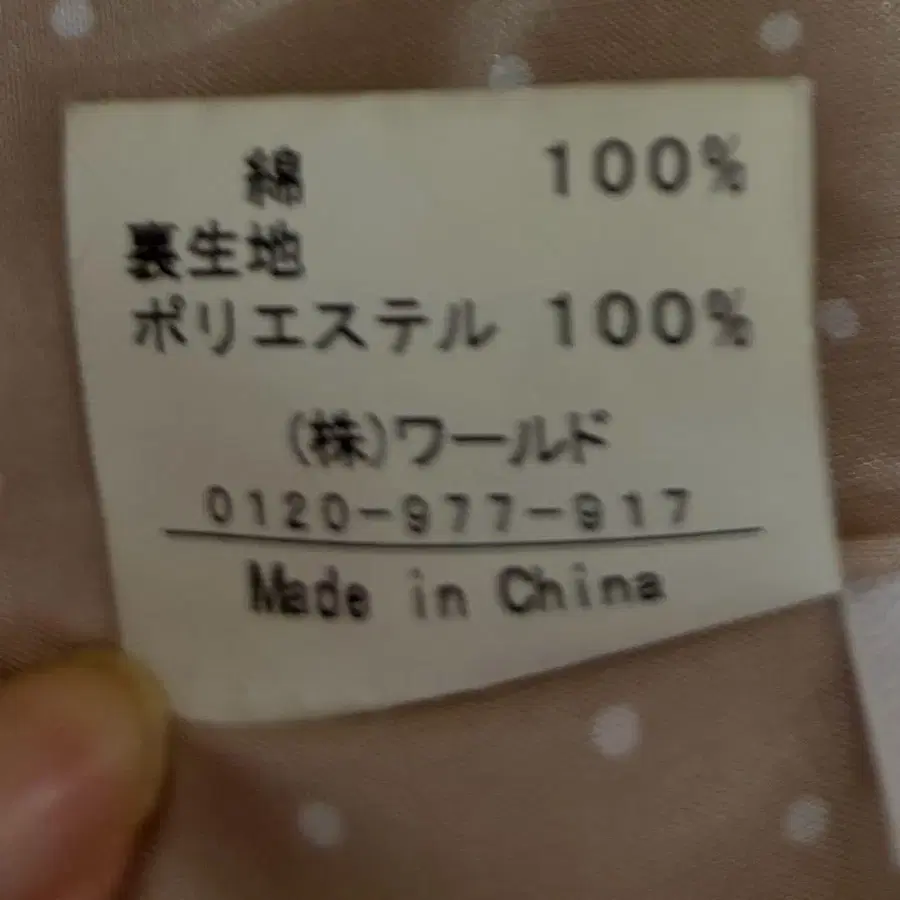 綿 100%
裏生地
ポリエステル 100%
(株)ワールド
0120-977-917
Made in China